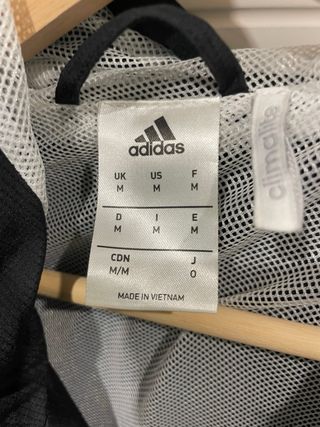 adidas
UK US F
M M M
D I E
M M M
CDN J
M/M O
MADE IN VIETNAM
climalite